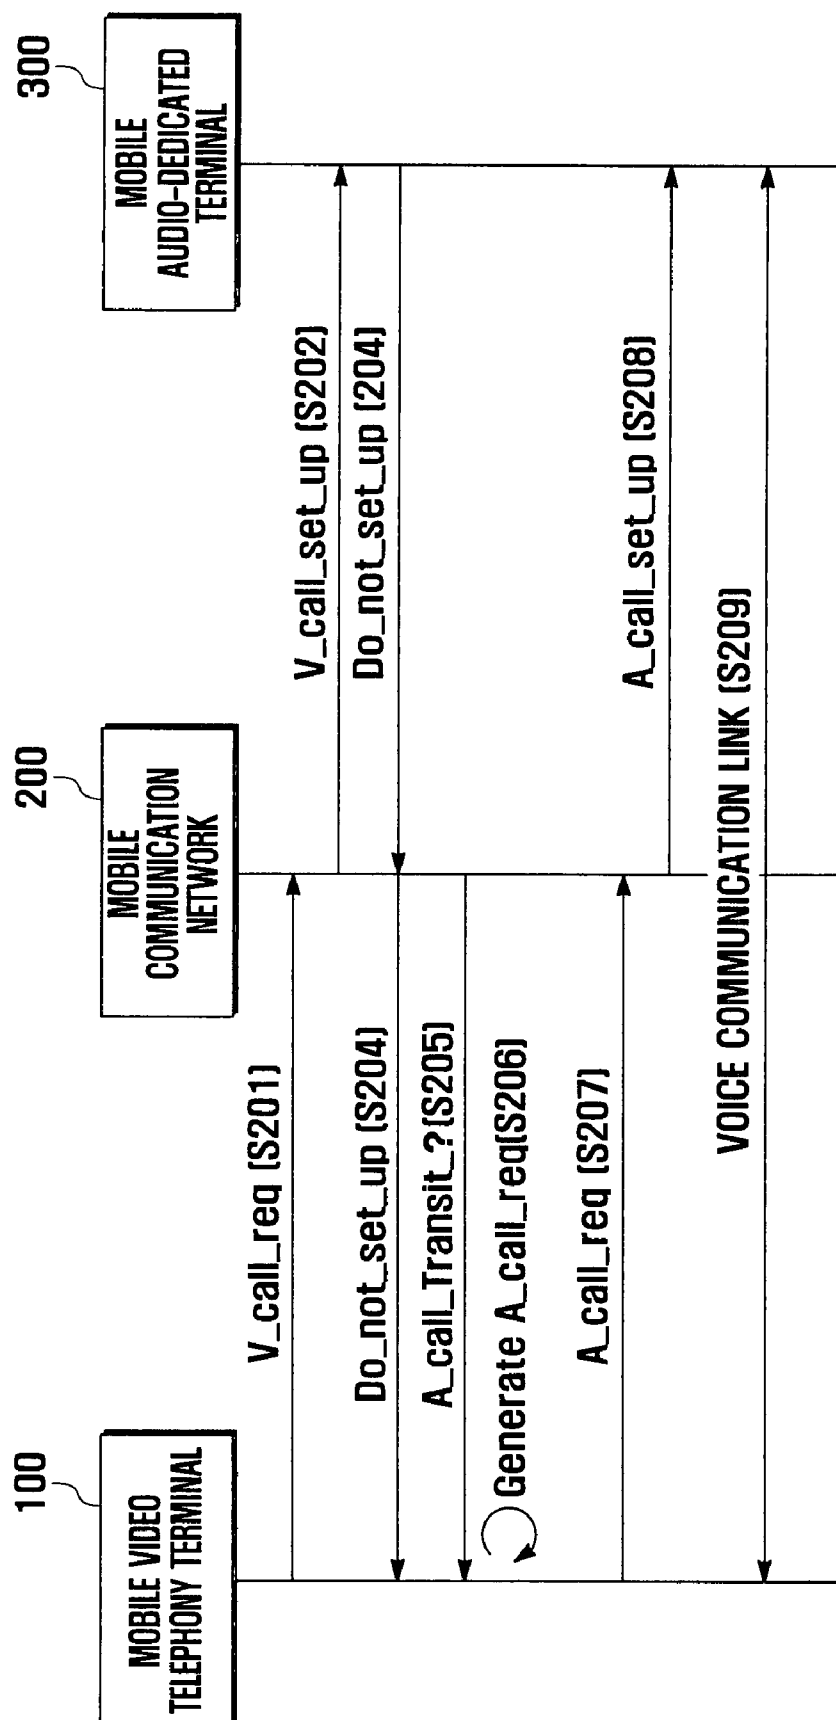 100
MOBILE VIDEO
TELEPHONY TERMINAL
200
MOBILE
COMMUNICATION
NETWORK
300
MOBILE
AUDIO-DEDICATED
TERMINAL
V_call_req (S201)
V_call_set_up (S202)
Do_not_set_up (204)
Do_not_set_up (S204)
A_call_Transit_?(S205)
Generate A_call_req(S206)
A_call_req (S207)
A_call_set_up (S208)
VOICE COMMUNICATION LINK (S209)